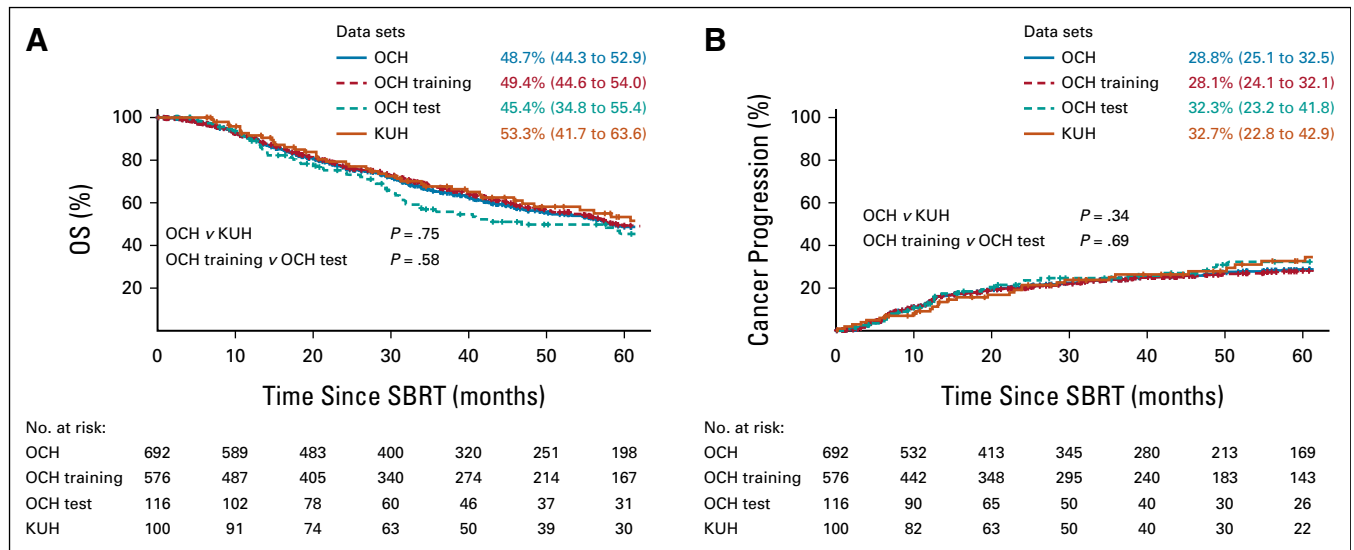 A
Data sets
OCH 48.7% (44.3 to 52.9)
OCH training 49.4% (44.6 to 54.0)
OCH test 45.4% (34.8 to 55.4)
KUH 53.3% (41.7 to 63.6)
100
80
60
40
20
OS (%)
OCH v KUH P = .75
OCH training v OCH test P = .58
0 10 20 30 40 50 60
Time Since SBRT (months)
No. at risk:
OCH 692 589 483 400 320 251 198
OCH training 576 487 405 340 274 214 167
OCH test 116 102 78 60 46 37 31
KUH 100 91 74 63 50 39 30
B
Data sets
OCH 28.8% (25.1 to 32.5)
OCH training 28.1% (24.1 to 32.1)
OCH test 32.3% (23.2 to 41.8)
KUH 32.7% (22.8 to 42.9)
100
80
60
40
20
Cancer Progression (%)
OCH v KUH P = .34
OCH training v OCH test P = .69
0 10 20 30 40 50 60
Time Since SBRT (months)
No. at risk:
OCH 692 532 413 345 280 213 169
OCH training 576 442 348 295 240 183 143
OCH test 116 90 65 50 40 30 26
KUH 100 82 63 50 40 30 22